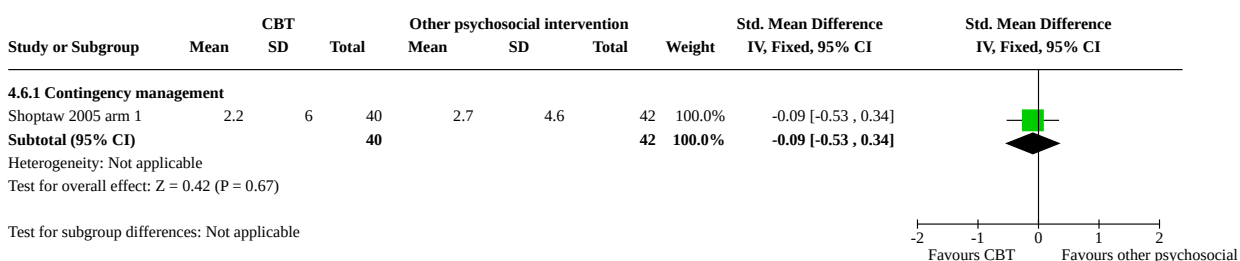 CBT Other psychosocial intervention Std. Mean Difference Std. Mean Difference
Study or Subgroup Mean SD Total Mean SD Total Weight IV, Fixed, 95% CI IV, Fixed, 95% CI
4.6.1 Contingency management
Shoptaw 2005 arm 1 2.2 6 40 2.7 4.6 42 100.0% -0.09 [-0.53 , 0.34]
Subtotal (95% CI) 40 42 100.0% -0.09 [-0.53 , 0.34]
Heterogeneity: Not applicable
Test for overall effect: Z = 0.42 (P = 0.67)
Test for subgroup differences: Not applicable
-2 -1 0 1 2
Favours CBT Favours other psychosocial